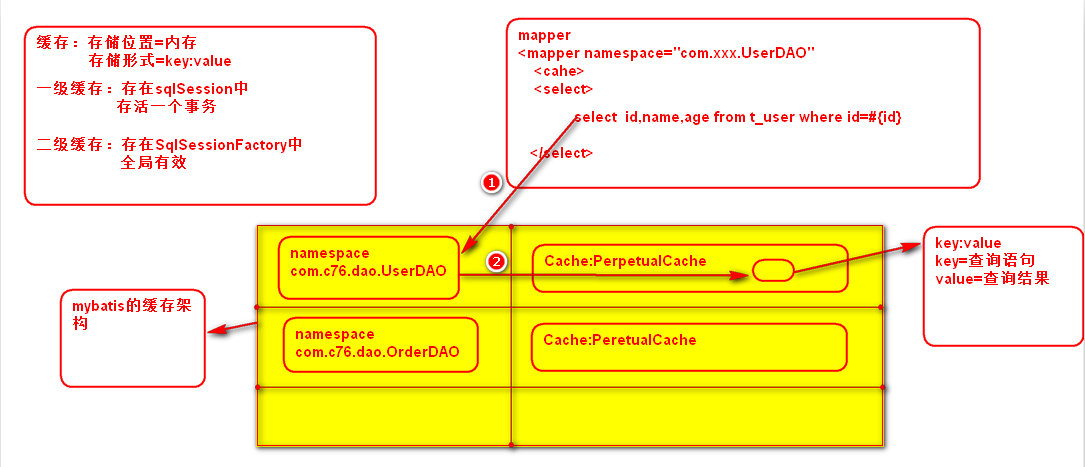 缓存：存储位置=内存
存储形式=key:value
一级缓存：存在sqlSession中
存活一个事务
二级缓存：存在SqlSessionFactory中
全局有效
mapper
<mapper namespace="com.xxx.UserDAO"
<cahe>
<select>
select id,name,age from t_user where id=#{id}
</select>
1
namespace
com.c76.dao.UserDAO
2
Cache:PerpetualCache
key:value
key=查询语句
value=查询结果
mybatis的缓存架
构
namespace
com.c76.dao.OrderDAO
Cache:PeretualCache